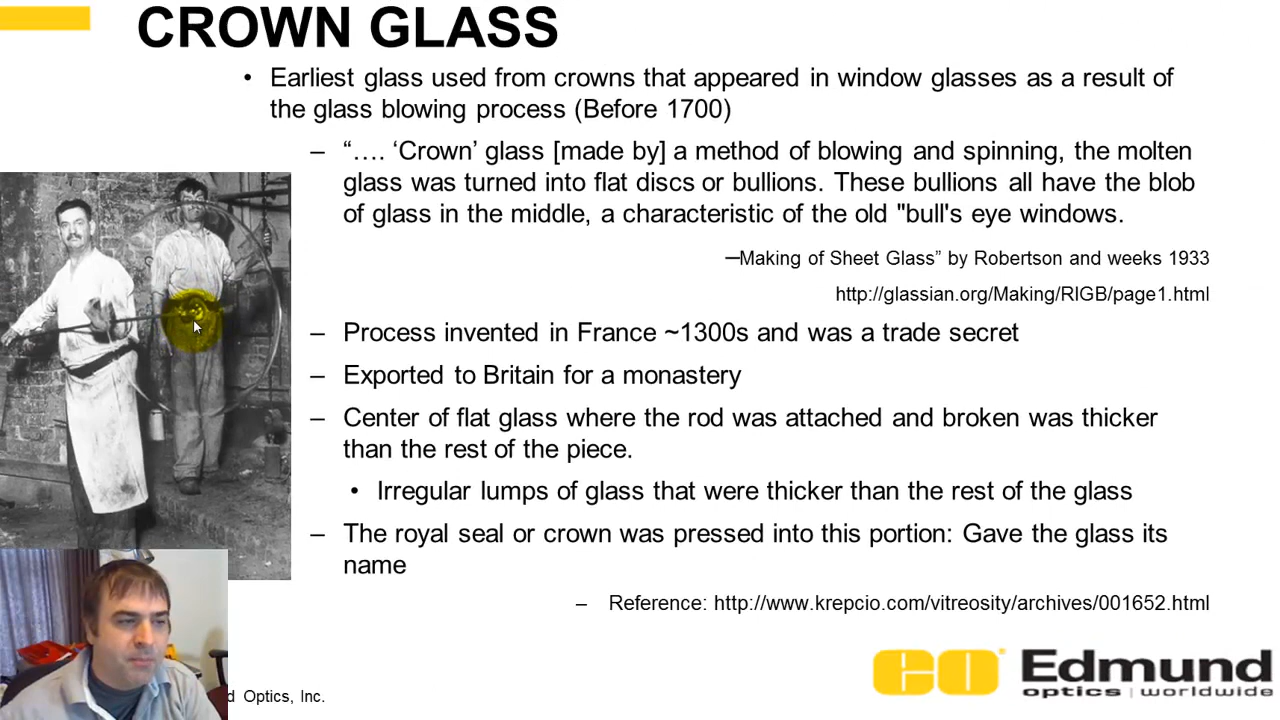 CROWN GLASS
• Earliest glass used from crowns that appeared in window glasses as a result of
the glass blowing process (Before 1700)
– “…. ‘Crown’ glass [made by] a method of blowing and spinning, the molten
glass was turned into flat discs or bullions. These bullions all have the blob
of glass in the middle, a characteristic of the old "bull's eye windows.
–Making of Sheet Glass” by Robertson and weeks 1933
http://glassian.org/Making/RIGB/page1.html
– Process invented in France ~1300s and was a trade secret
– Exported to Britain for a monastery
– Center of flat glass where the rod was attached and broken was thicker
than the rest of the piece.
• Irregular lumps of glass that were thicker than the rest of the glass
– The royal seal or crown was pressed into this portion: Gave the glass its
name
– Reference: http://www.krepcio.com/vitreosity/archives/001652.html
EO Edmund
optics | worldwide
d Optics, Inc.